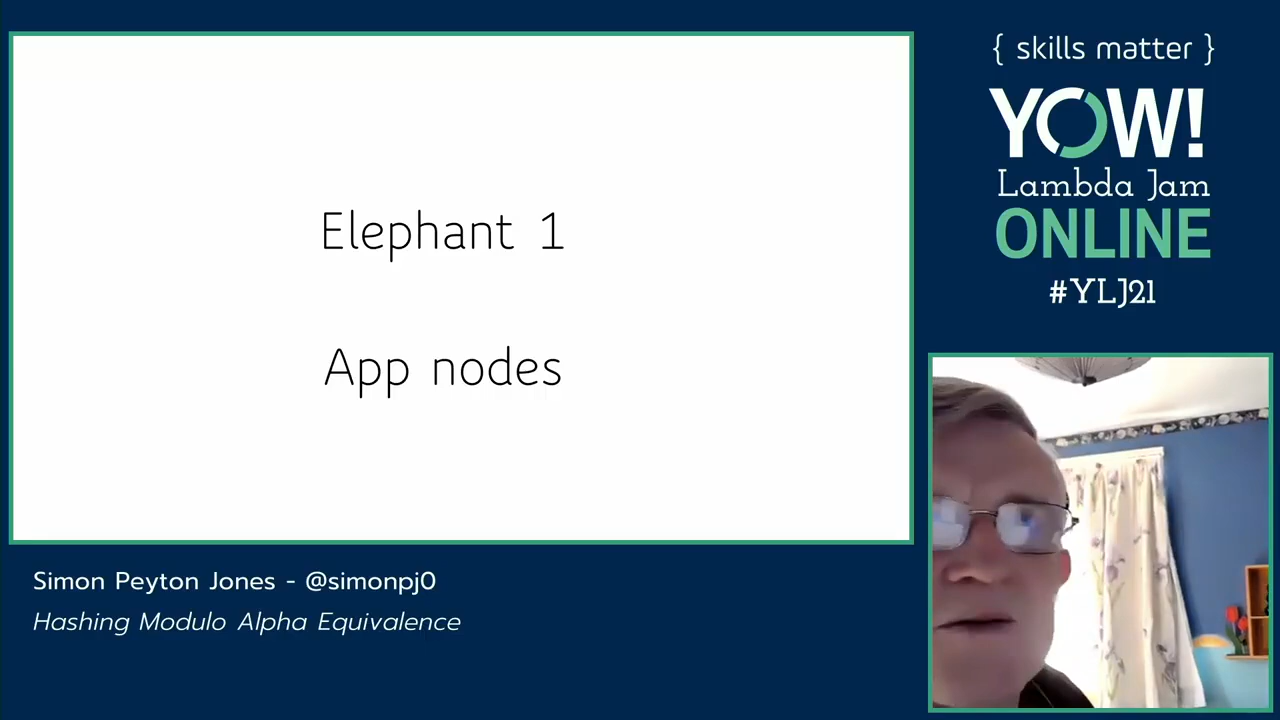 Elephant 1
App nodes
{ skills matter }
YOW!
Lambda Jam
ONLINE
#YLJ21
Simon Peyton Jones - @simonpj0
Hashing Modulo Alpha Equivalence